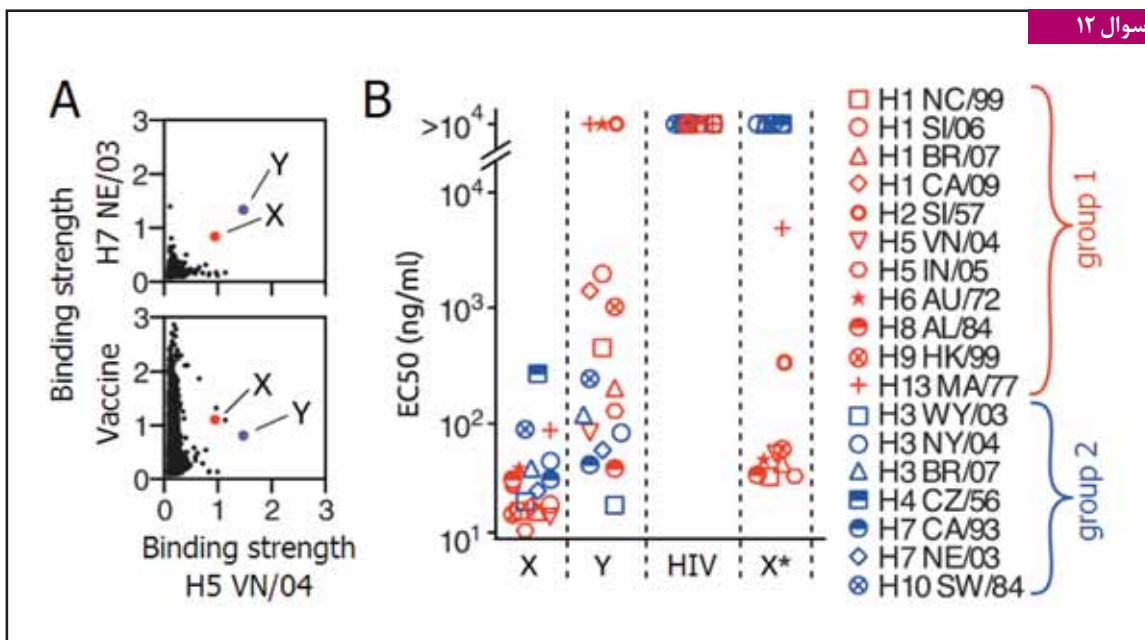 سوال ۱۲
A
3
2
1
0
Binding strength
H7 NE/03
Y
X
3
2
1
0
Binding strength
Vaccine
X
Y
0 1 2 3
Binding strength
H5 VN/04
B
>10⁴
10⁴
10³
10²
10¹
EC50 (ng/ml)
X Y HIV X*
H1 NC/99
H1 SI/06
H1 BR/07
H1 CA/09
H2 SI/57
H5 VN/04
H5 IN/05
H6 AU/72
H8 AL/84
H9 HK/99
H13 MA/77
group 1
H3 WY/03
H3 NY/04
H3 BR/07
H4 CZ/56
H7 CA/93
H7 NE/03
H10 SW/84
group 2